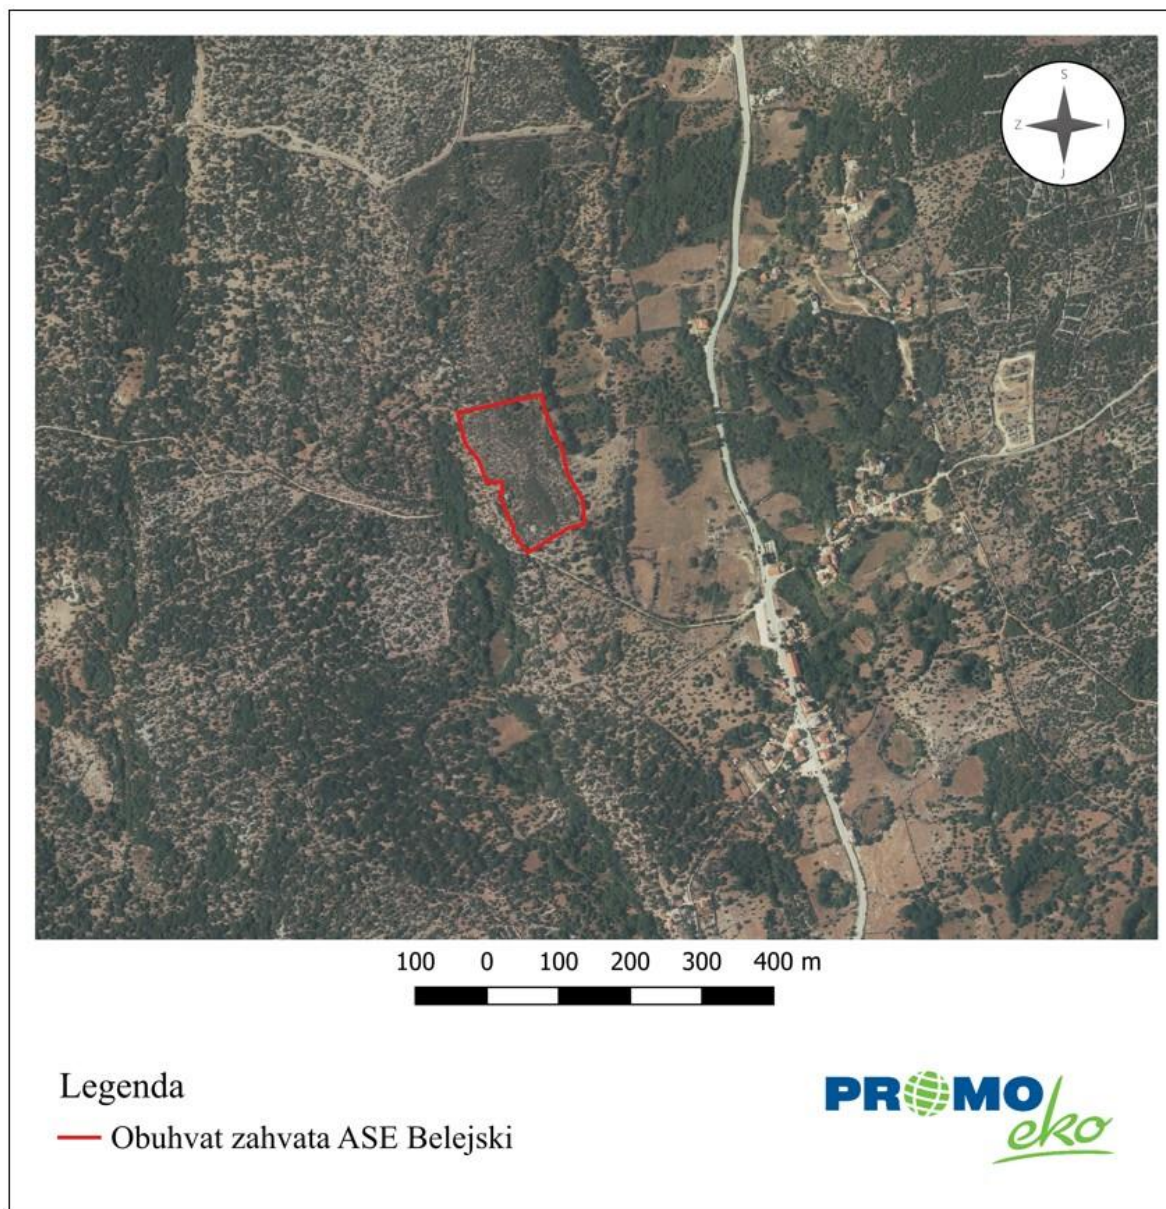 S
Z I
J
100 0 100 200 300 400 m
Legenda
Obuhvat zahvata ASE Belejski
PROMO
eko